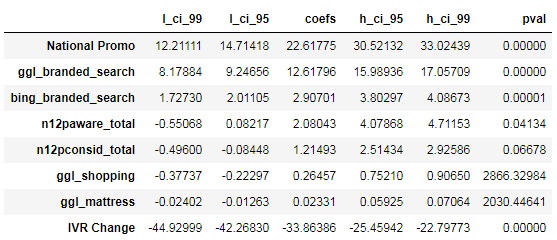 l_ci_99 l_ci_95 coefs h_ci_95 h_ci_99 pval
National Promo 12.21111 14.71418 22.61775 30.52132 33.02439 0.00000
ggl_branded_search 8.17884 9.24656 12.61796 15.98936 17.05709 0.00000
bing_branded_search 1.72730 2.01105 2.90701 3.80297 4.08673 0.00001
n12paware_total -0.55068 0.08217 2.08043 4.07868 4.71153 0.04134
n12pconsid_total -0.49600 -0.08448 1.21493 2.51434 2.92586 0.06678
ggl_shopping -0.37737 -0.22297 0.26457 0.75210 0.90650 2866.32984
ggl_mattress -0.02402 -0.01263 0.02331 0.05925 0.07064 2030.44641
IVR Change -44.92999 -42.26830 -33.86386 -25.45942 -22.79773 0.00000